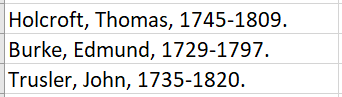 Holcroft, Thomas, 1745-1809.
Burke, Edmund, 1729-1797.
Trusler, John, 1735-1820.